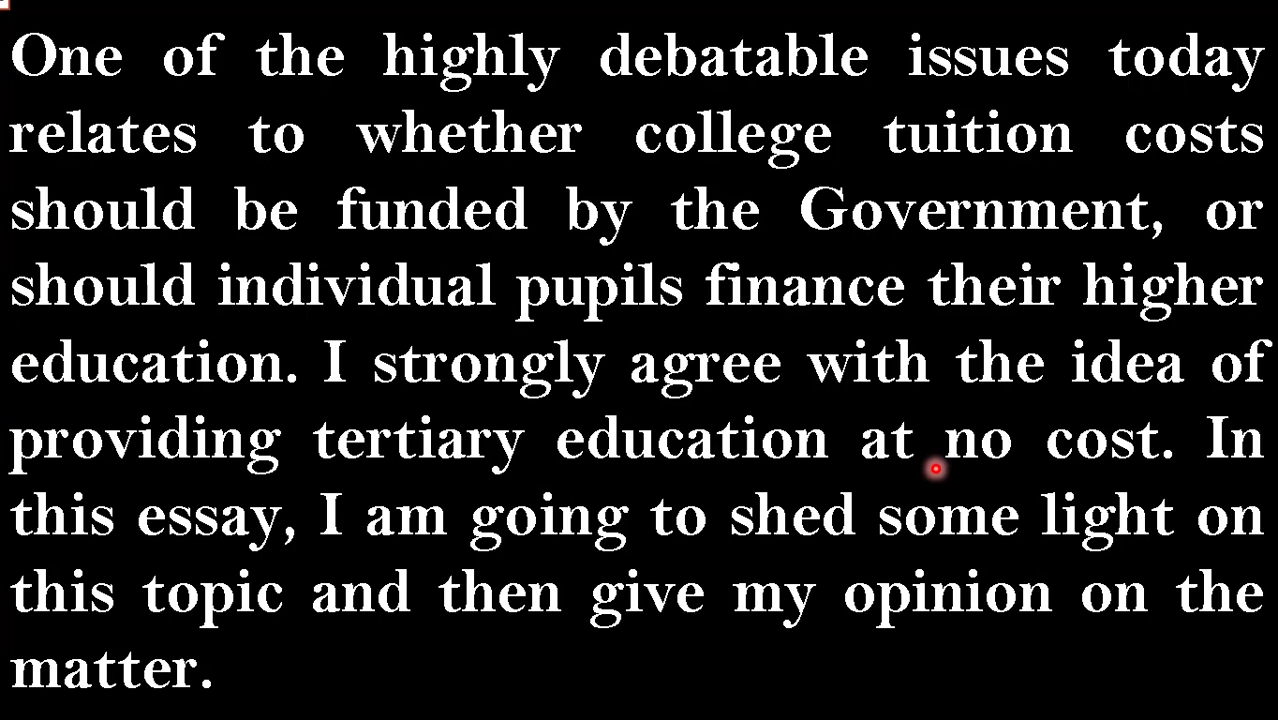 One of the highly debatable issues today
relates to whether college tuition costs
should be funded by the Government, or
should individual pupils finance their higher
education. I strongly agree with the idea of
providing tertiary education at no cost. In
this essay, I am going to shed some light on
this topic and then give my opinion on the
matter.